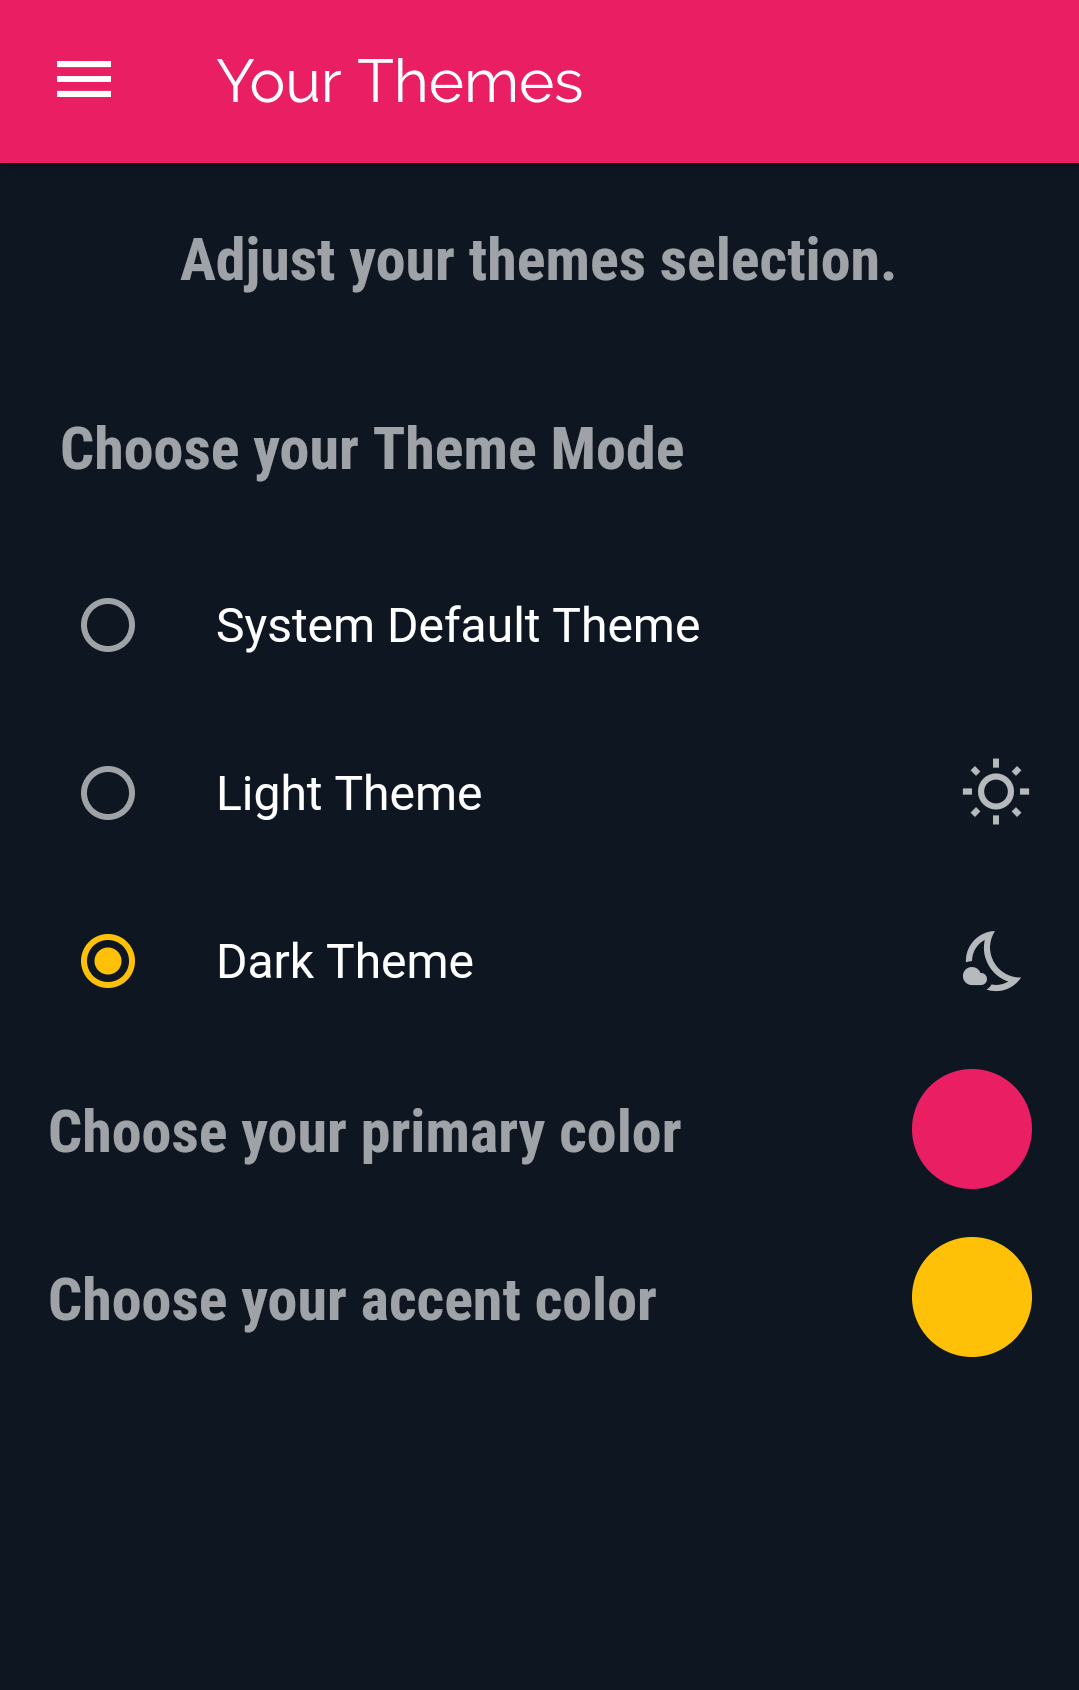 Your Themes
Adjust your themes selection.
Choose your Theme Mode
System Default Theme
Light Theme
Dark Theme
Choose your primary color
Choose your accent color